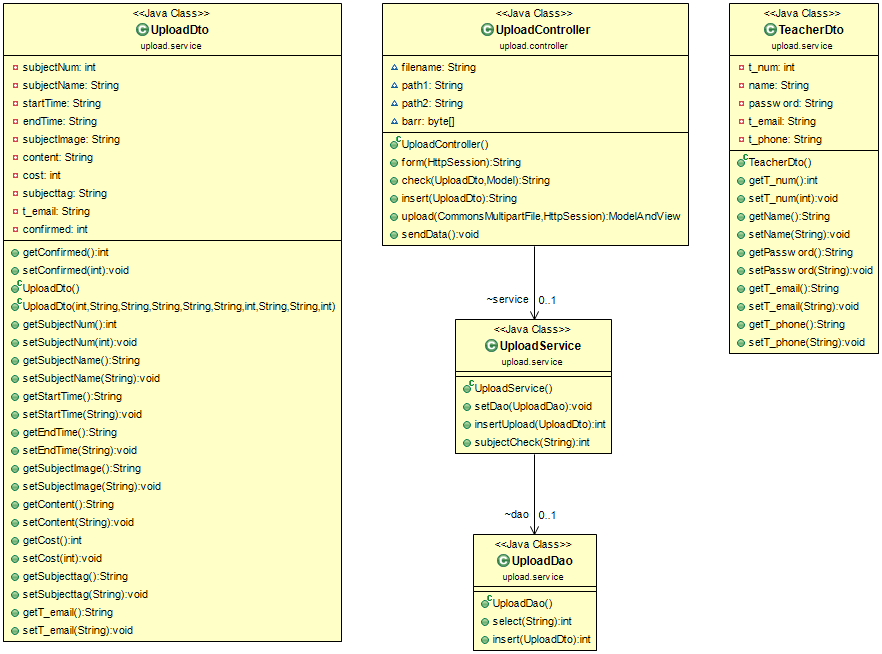 <<Java Class>>
UploadDto
upload.service
subjectNum: int
subjectName: String
startTime: String
endTime: String
subjectImage: String
content: String
cost: int
subjecttag: String
t_email: String
confirmed: int
getConfirmed():int
setConfirmed(int):void
UploadDto()
UploadDto(int,String,String,String,String,String,int,String,String,int)
getSubjectNum():int
setSubjectNum(int):void
getSubjectName():String
setSubjectName(String):void
getStartTime():String
setStartTime(String):void
getEndTime():String
setEndTime(String):void
getSubjectImage():String
setSubjectImage(String):void
getContent():String
setContent(String):void
getCost():int
setCost(int):void
getSubjecttag():String
setSubjecttag(String):void
getT_email():String
setT_email(String):void
<<Java Class>>
UploadController
upload.controller
filename: String
path1: String
path2: String
barr: byte[]
UploadController()
form(HttpSession):String
check(UploadDto,Model):String
insert(UploadDto):String
upload(CommonsMultipartFile,HttpSession):ModelAndView
sendData():void
~service 0..1
<<Java Class>>
UploadService
upload.service
UploadService()
setDao(UploadDao):void
insertUpload(UploadDto):int
subjectCheck(String):int
~dao 0..1
<<Java Class>>
UploadDao
upload.service
UploadDao()
select(String):int
insert(UploadDto):int
<<Java Class>>
TeacherDto
upload.service
t_num: int
name: String
password: String
t_email: String
t_phone: String
TeacherDto()
getT_num():int
setT_num(int):void
getName():String
setName(String):void
getPassword():String
setPassword(String):void
getT_email():String
setT_email(String):void
getT_phone():String
setT_phone(String):void